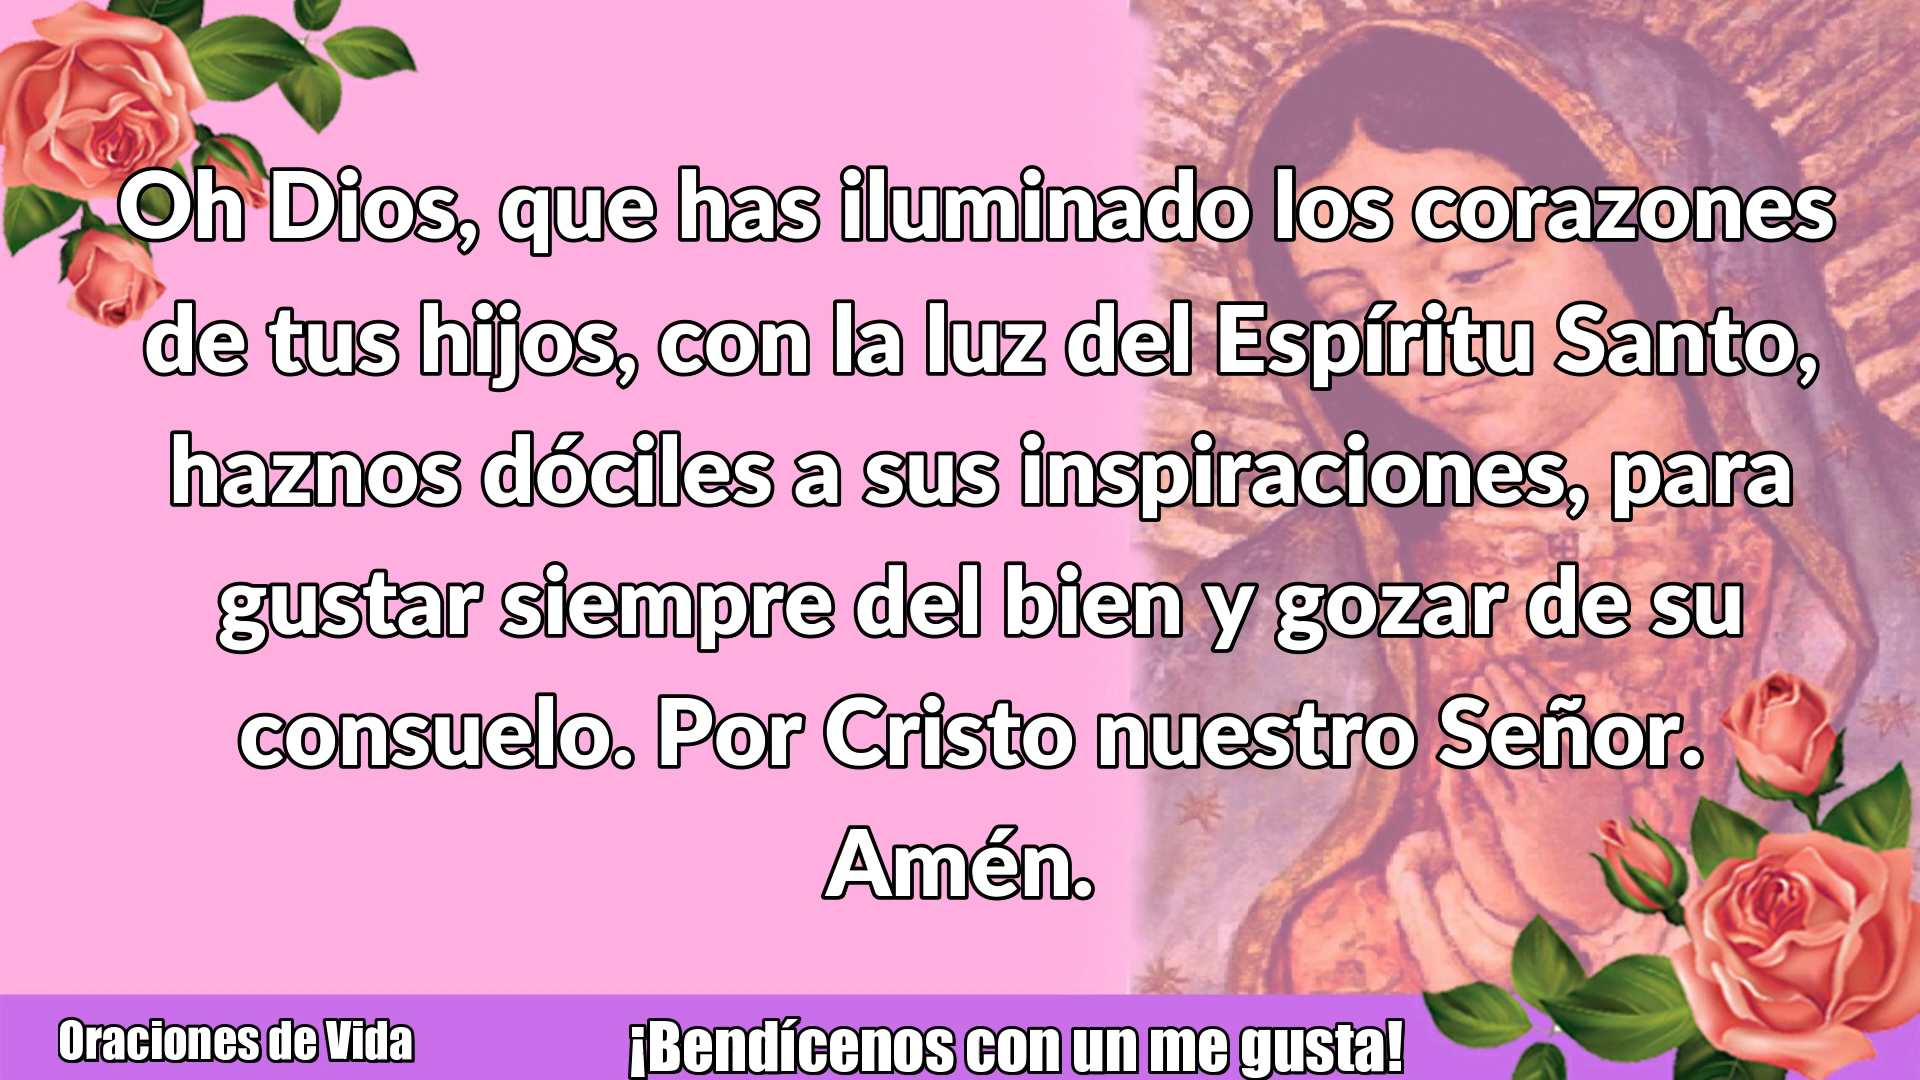 Oh Dios, que has iluminado los corazones
de tus hijos, con la luz del Espíritu Santo,
haznos dóciles a sus inspiraciones, para
gustar siempre del bien y gozar de su
consuelo. Por Cristo nuestro Señor.
Amén.
Oraciones de Vida
¡Bendícenos con un me gusta!